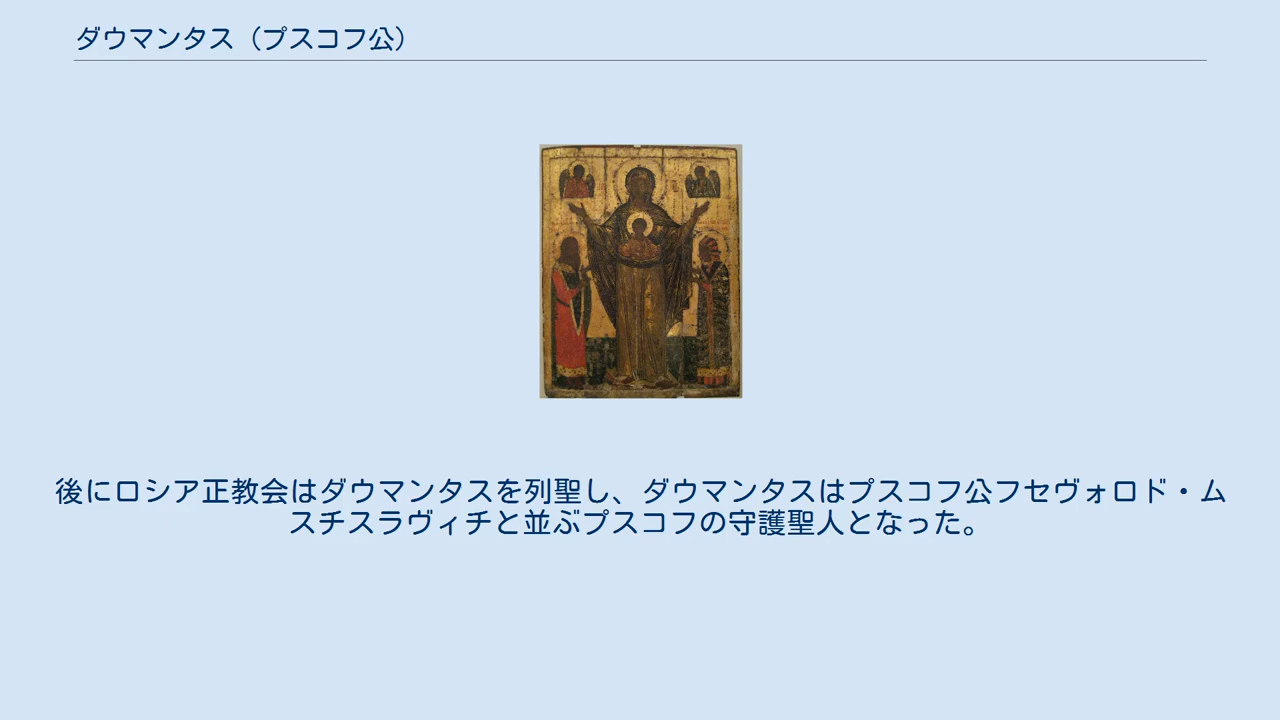 ダウマンタス（プスコフ公）
後にロシア正教会はダウマンタスを列聖し、ダウマンタスはプスコフ公フセヴォロド・ム
スチスラヴィチと並ぶプスコフの守護聖人となった。